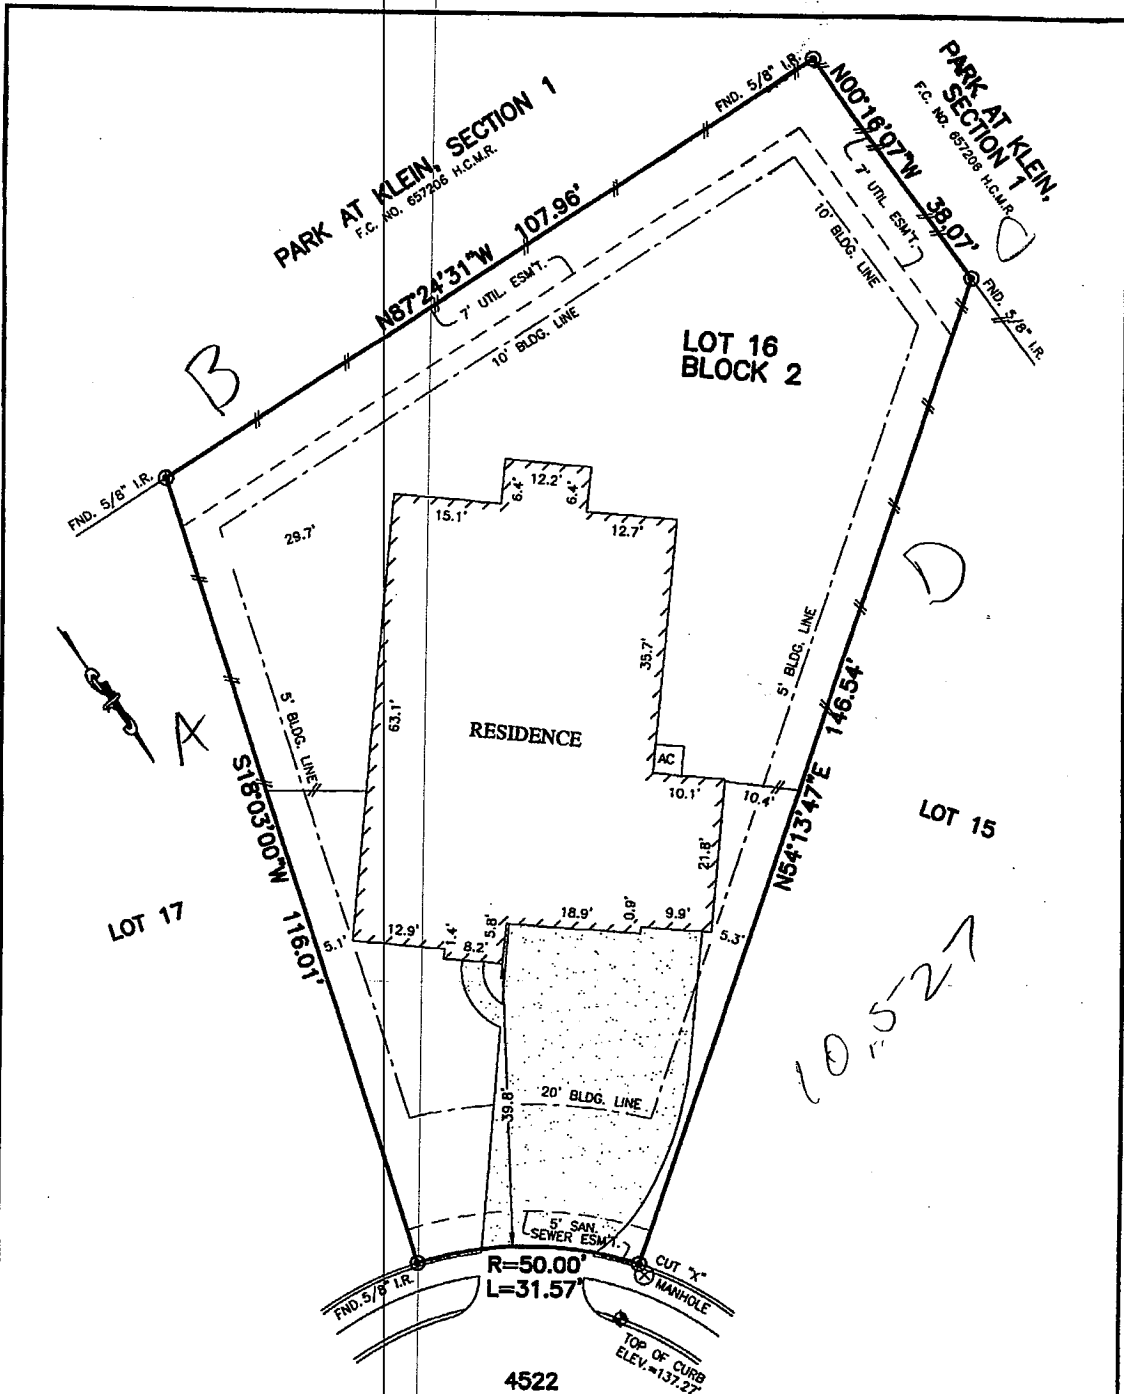 PARK AT KLEIN, SECTION 1
F.C. NO. 657206 H.C.M.R.
FND. 5/8" I.R.
N00°16'07"W 38.07'
PARK AT KLEIN,
SECTION 1
F.C. NO. 657206 H.C.M.R.
C
N87°24'31"W 107.96'
7' UTIL. ESM'T.
10' BLDG. LINE
7' UTIL. ESM'T.
10' BLDG. LINE
FND. 5/8" I.R.
LOT 16
BLOCK 2
B
FND. 5/8" I.R.
29.7'
15.1'
6.4'
12.2'
6.4'
12.7'
D
35.7'
5' BLDG. LINE
63.1'
5' BLDG. LINE
A
RESIDENCE
AC
10.1'
10.4'
N54°13'47"E 146.54'
S18°03'00"W 116.01'
LOT 15
21.8'
LOT 17
5.1'
12.9'
1.4'
8.2'
5.8'
18.9'
0.9'
9.9'
5.3'
39.8'
20' BLDG. LINE
5' SAN.
SEWER ESM'T.
R=50.00'
L=31.57'
FND. 5/8" I.R.
CUT "X"
MANHOLE
TOP OF CURB
ELEV.=137.27'
4522